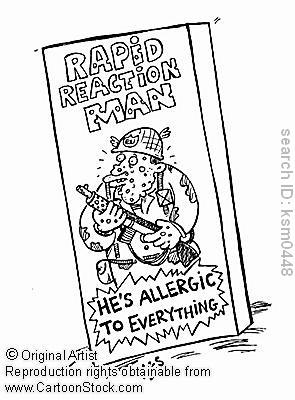 RAPID
REACTION
MAN
HE'S ALLERGIC
TO EVERYTHING
search ID: ksm0448
© Original Artist
Reproduction rights obtainable from
www.CartoonStock.com